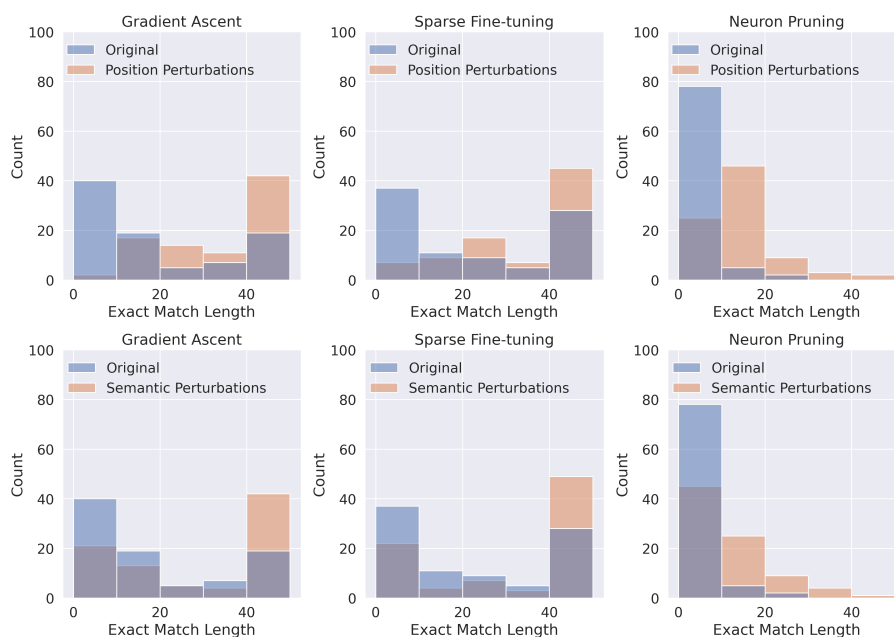 Gradient Ascent
Sparse Fine-tuning
Neuron Pruning
100
80
60
40
20
0
Count
Original
Position Perturbations
0
20
40
Exact Match Length
100
80
60
40
20
0
Count
Original
Position Perturbations
0
20
40
Exact Match Length
100
80
60
40
20
0
Count
Original
Position Perturbations
0
20
40
Exact Match Length
Gradient Ascent
Sparse Fine-tuning
Neuron Pruning
100
80
60
40
20
0
Count
Original
Semantic Perturbations
0
20
40
Exact Match Length
100
80
60
40
20
0
Count
Original
Semantic Perturbations
0
20
40
Exact Match Length
100
80
60
40
20
0
Count
Original
Semantic Perturbations
0
20
40
Exact Match Length